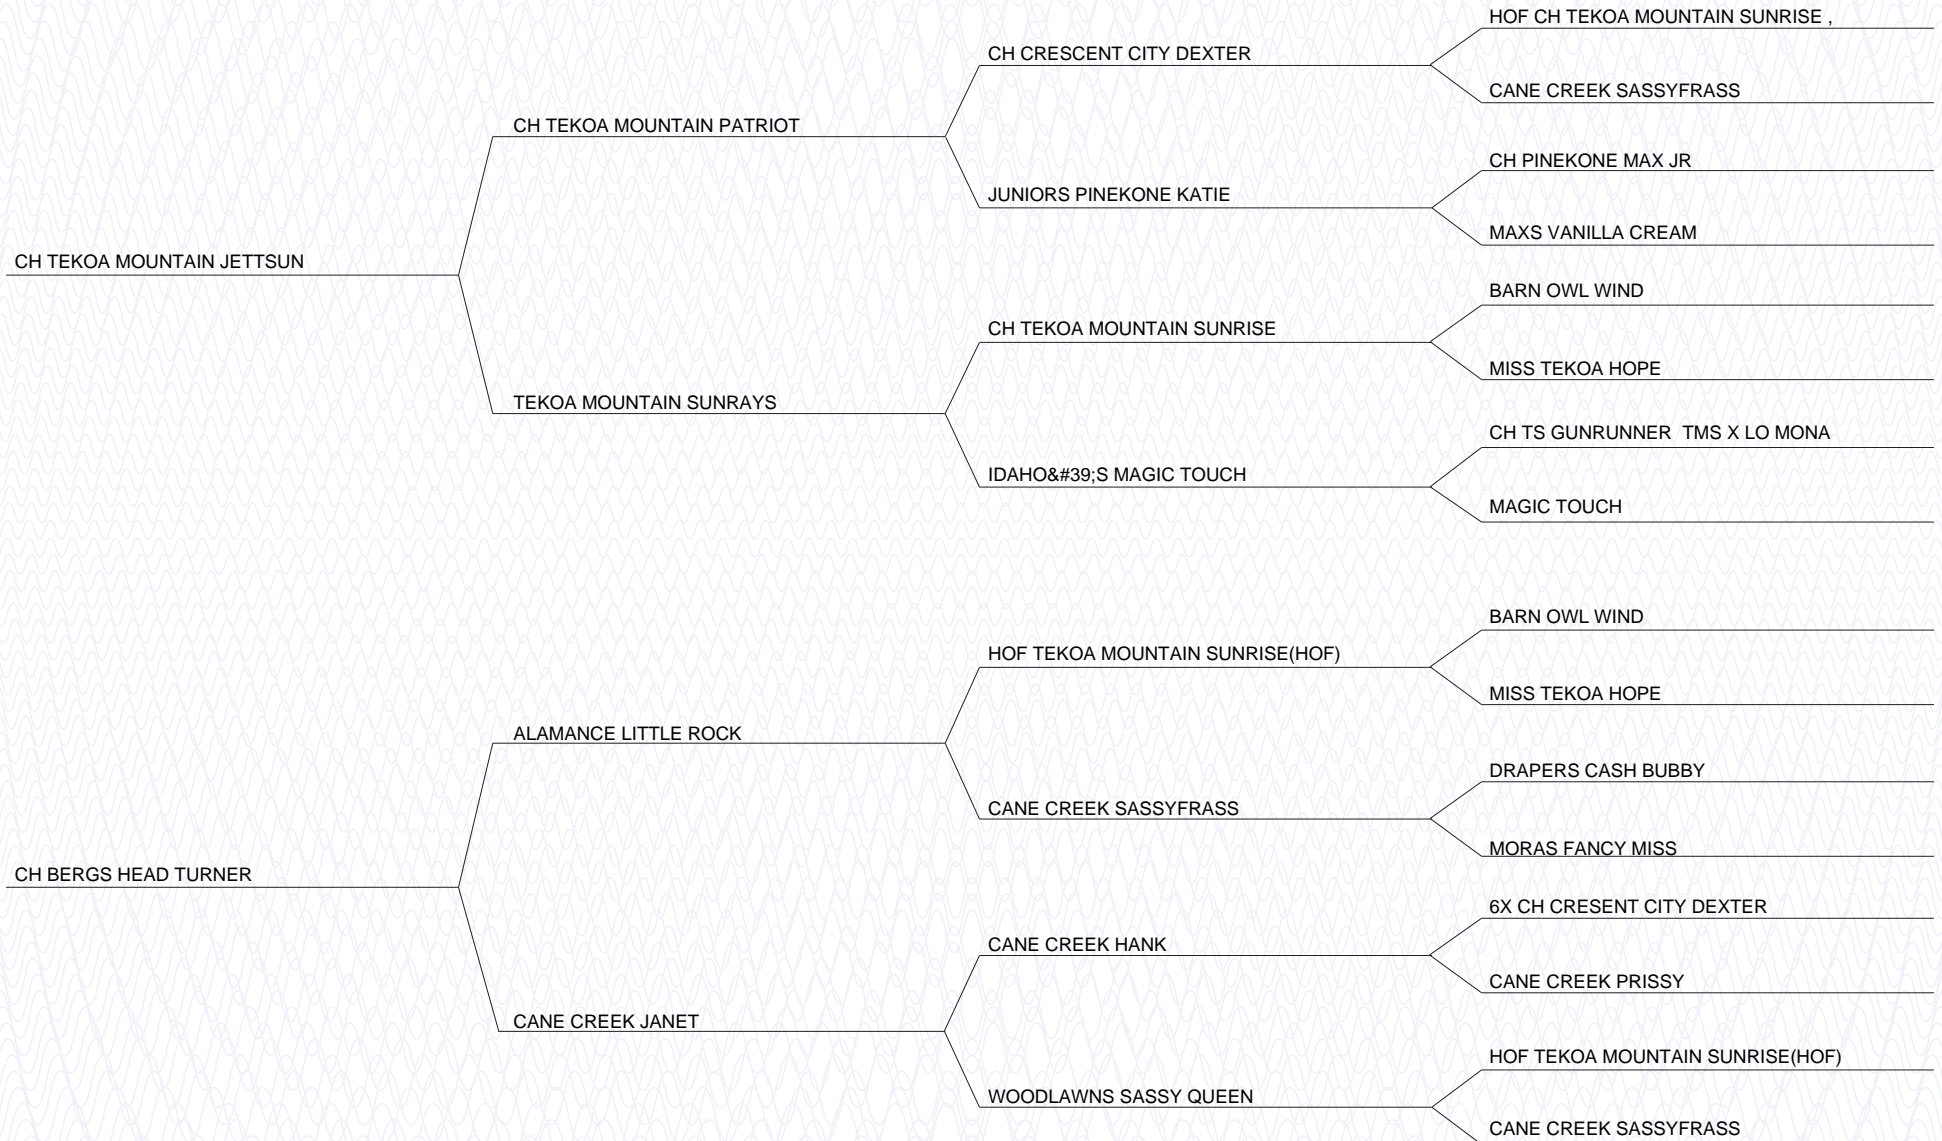 HOF CH TEKOA MOUNTAIN SUNRISE ,
CH CRESCENT CITY DEXTER
CANE CREEK SASSYFRASS
CH TEKOA MOUNTAIN PATRIOT
CH PINEKONE MAX JR
JUNIORS PINEKONE KATIE
MAXS VANILLA CREAM
CH TEKOA MOUNTAIN JETTSUN
BARN OWL WIND
CH TEKOA MOUNTAIN SUNRISE
MISS TEKOA HOPE
TEKOA MOUNTAIN SUNRAYS
CH TS GUNRUNNER  TMS X LO MONA
IDAHO&#39;S MAGIC TOUCH
MAGIC TOUCH
BARN OWL WIND
HOF TEKOA MOUNTAIN SUNRISE(HOF)
MISS TEKOA HOPE
ALAMANCE LITTLE ROCK
DRAPERS CASH BUBBY
CANE CREEK SASSYFRASS
MORAS FANCY MISS
CH BERGS HEAD TURNER
6X CH CRESENT CITY DEXTER
CANE CREEK HANK
CANE CREEK PRISSY
CANE CREEK JANET
HOF TEKOA MOUNTAIN SUNRISE(HOF)
WOODLAWNS SASSY QUEEN
CANE CREEK SASSYFRASS